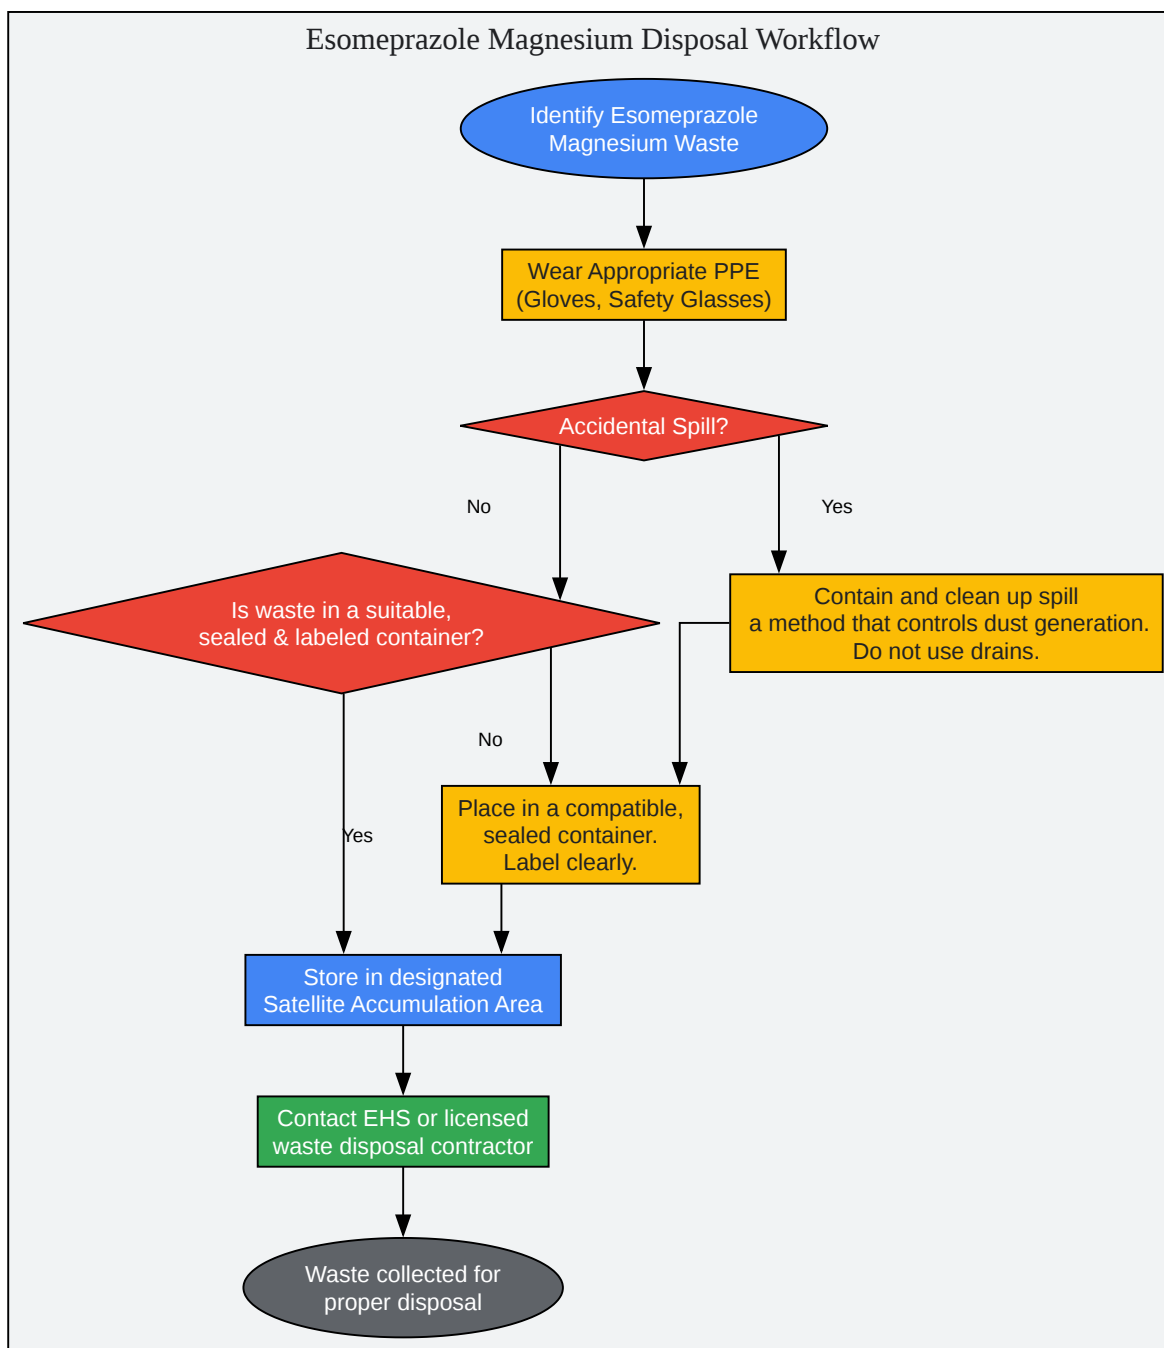 Esomeprazole Magnesium Disposal Workflow
Identify Esomeprazole
Magnesium Waste
Wear Appropriate PPE
(Gloves, Safety Glasses)
Accidental Spill?
No
Yes
Is waste in a suitable,
sealed & labeled container?
Contain and clean up spill
a method that controls dust generation.
Do not use drains.
No
Place in a compatible,
sealed container.
Label clearly.
Yes
Store in designated
Satellite Accumulation Area
Contact EHS or licensed
waste disposal contractor
Waste collected for
proper disposal